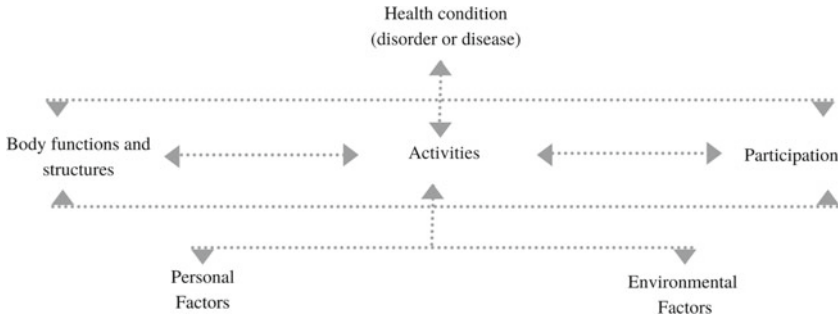 Health condition
(disorder or disease)
Body functions and
structures
Activities
Participation
Personal
Factors
Environmental
Factors